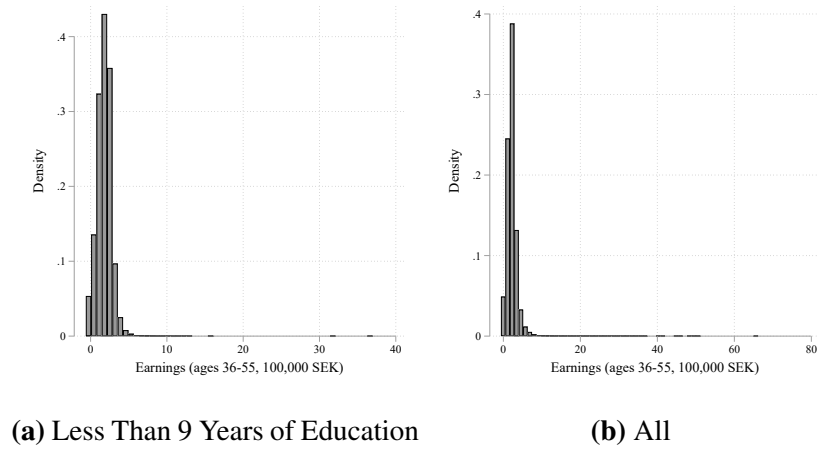 .4
.3
.2
.1
0
Density
0 10 20 30 40
Earnings (ages 36-55, 100,000 SEK)
(a) Less Than 9 Years of Education
.4
.3
.2
.1
0
Density
0 20 40 60 80
Earnings (ages 36-55, 100,000 SEK)
(b) All